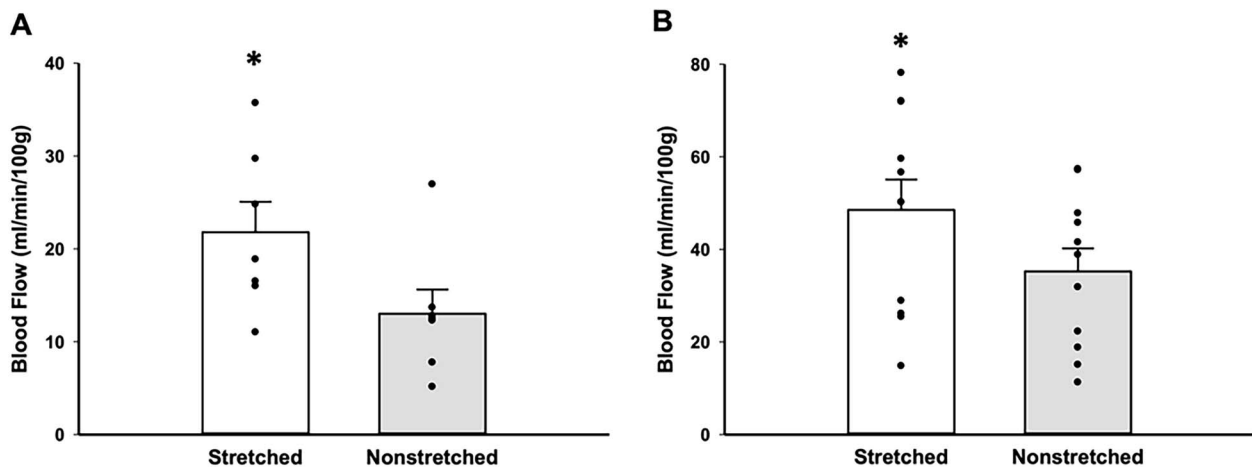 A
Blood Flow (ml/min/100g)
40
30
20
10
0
*
Stretched
Nonstretched
B
Blood Flow (ml/min/100g)
80
60
40
20
0
*
Stretched
Nonstretched